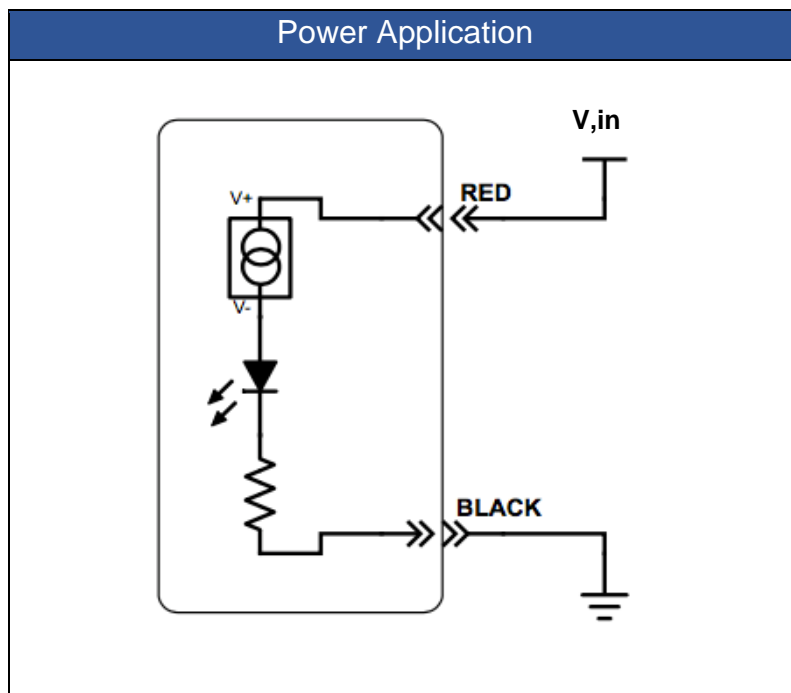 Power Application
V,in
RED
V+
V-
BLACK